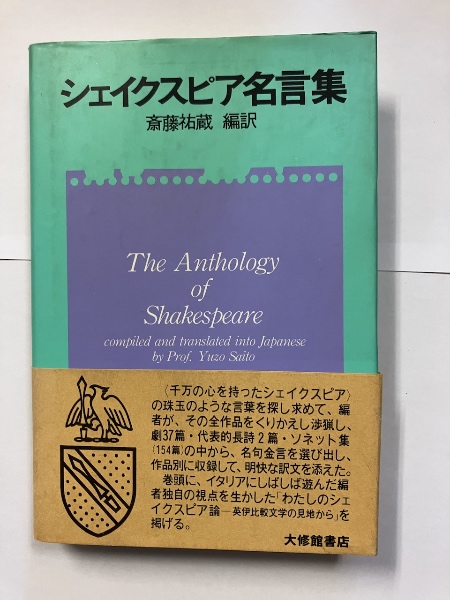 シェイクスピア名言集
斎藤祐蔵 編訳
The Anthology
of
Shakespeare
compiled and translated into Japanese
by Prof. Yuzo Saito
〈千万の心を持ったシェイクスピア〉
の珠玉のような言葉を探し求めて、編
者が、その全作品をくりかえし渉猟し、
劇37篇・代表的長詩2篇・ソネット集
(154篇)の中から、名句金言を選び出し、
作品別に収録して、明快な訳文を添えた。
巻頭に、イタリアにしばしば遊んだ編
者独自の視点を生かした「わたしのシェ
イクスピア論―英伊比較文学の見地から」を
掲げる。
大修館書店